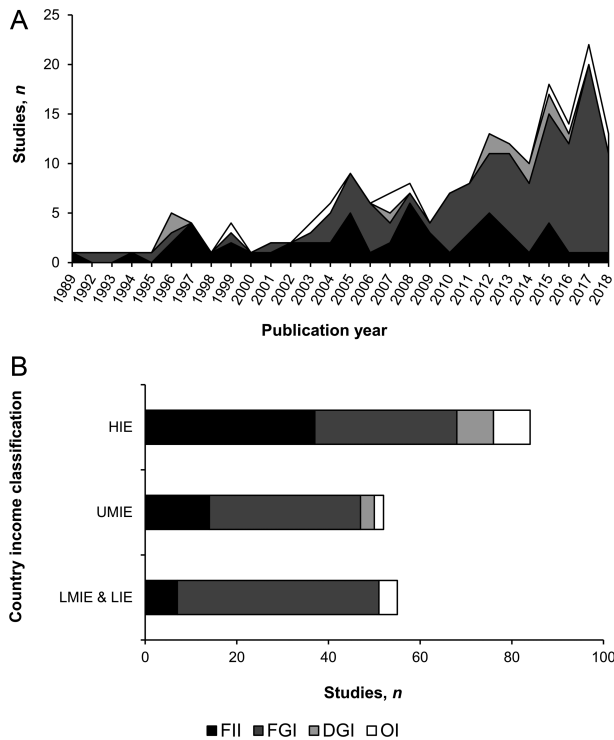 A
Studies, n
25
20
15
10
5
0
1989 1992 1993 1994 1995 1996 1997 1998 1999 2000 2001 2002 2003 2004 2005 2006 2007 2008 2009 2010 2011 2012 2013 2014 2015 2016 2017 2018
Publication year
B
Country income classification
HIE
UMIE
LMIE & LIE
0 20 40 60 80 100
Studies, n
FII FGI DGI OI